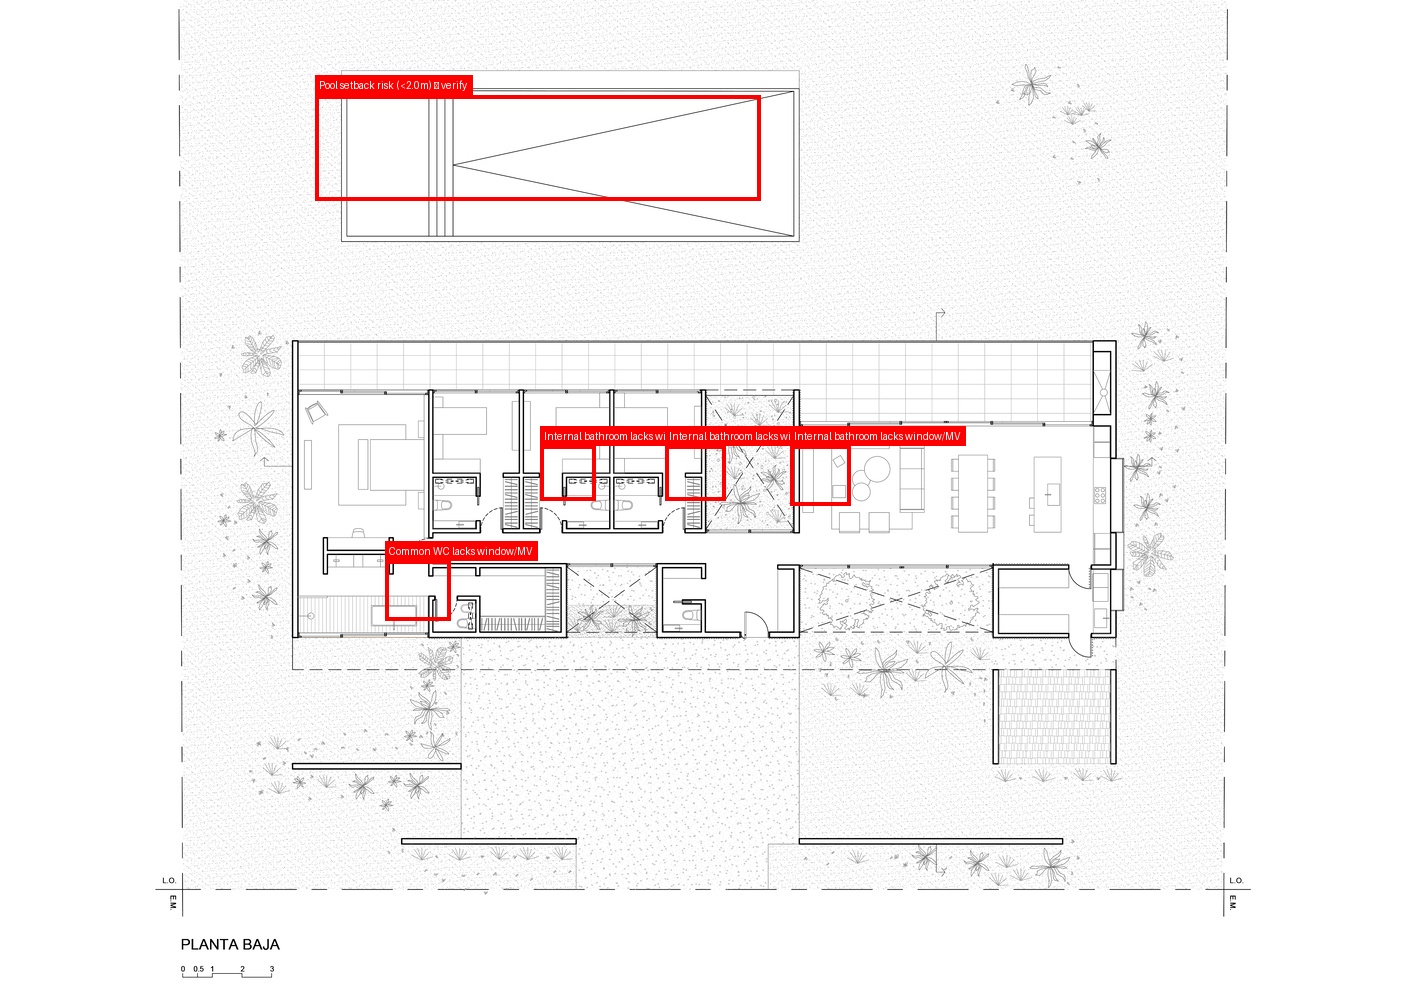 Pool setback risk (<2.0m) verify
Internal bathroom lacks wi
Internal bathroom lacks wi
Internal bathroom lacks window/MV
Common WC lacks window/MV
L.O.
E.M.
L.O.
E.M.
PLANTA BAJA
0 0.5 1 2 3